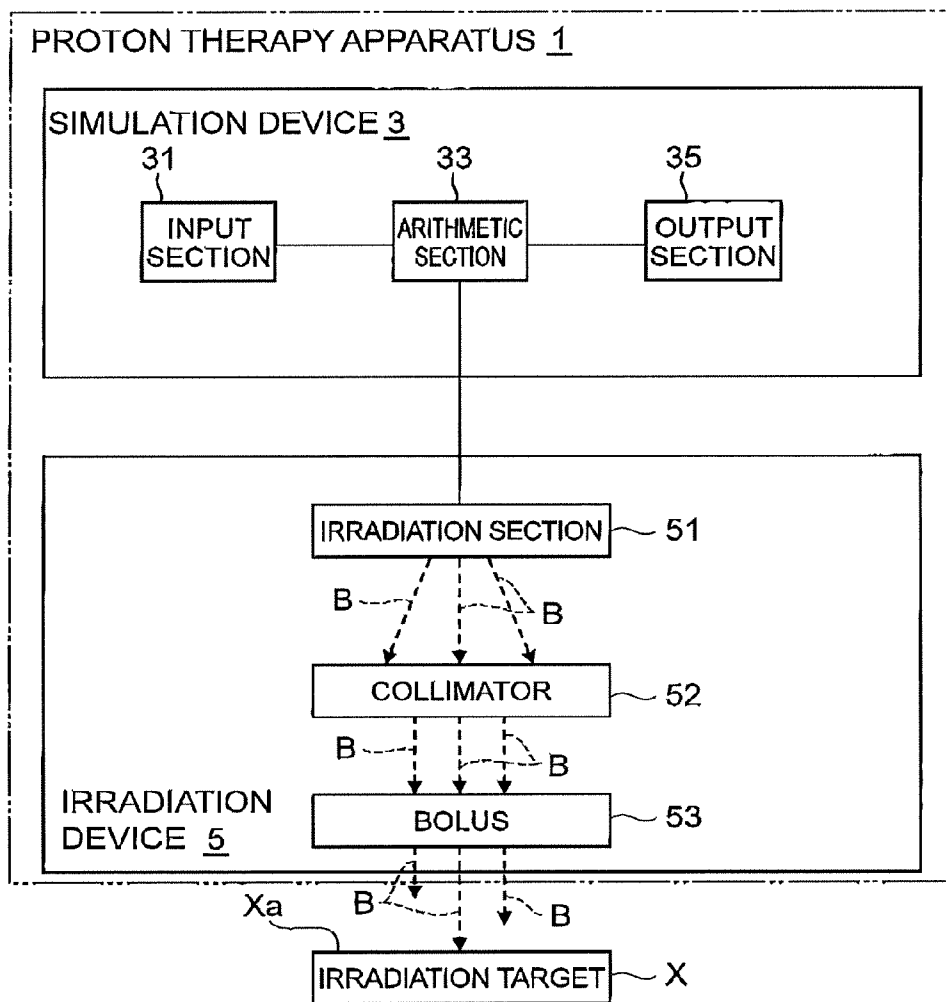 PROTON THERAPY APPARATUS 1
SIMULATION DEVICE 3
31
33
35
INPUT
SECTION
ARITHMETIC
SECTION
OUTPUT
SECTION
IRRADIATION SECTION
51
B
B
COLLIMATOR
52
B
B
BOLUS
53
IRRADIATION
DEVICE 5
B
B
Xa
IRRADIATION TARGET
X